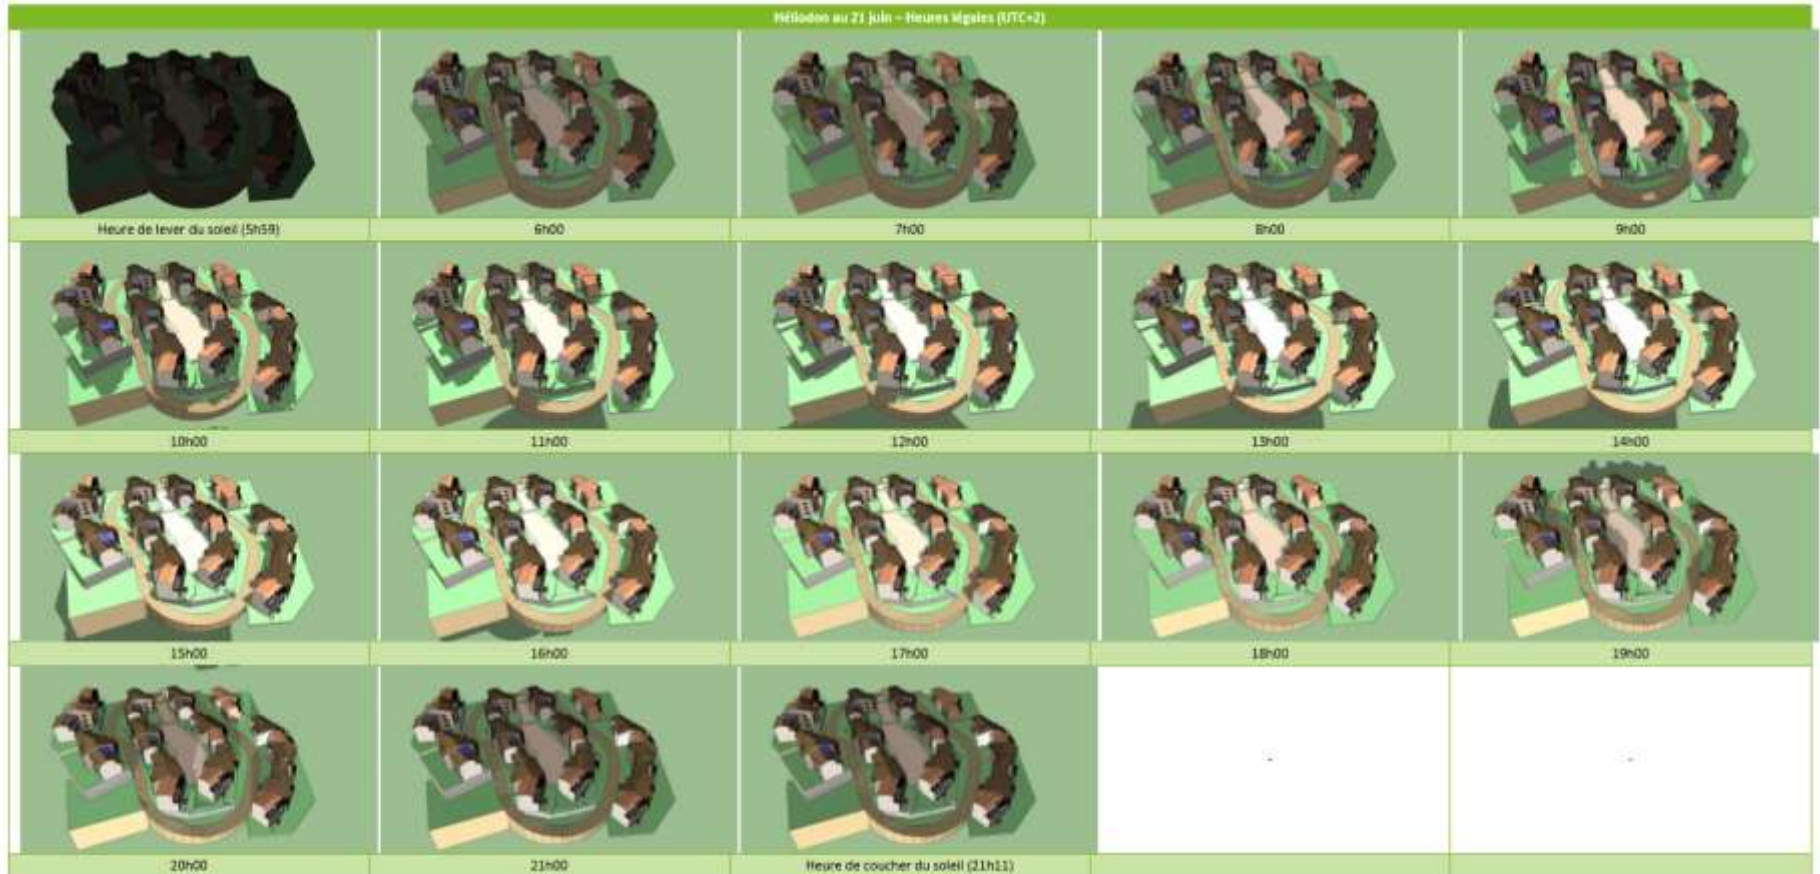 Héliodon au 21 juin – Heures légales (UTC+2)
Heure de lever du soleil (5h59)
6h00
7h00
8h00
9h00
10h00
11h00
12h00
13h00
14h00
15h00
16h00
17h00
18h00
19h00
20h00
21h00
Heure de coucher du soleil (21h11)
-
-